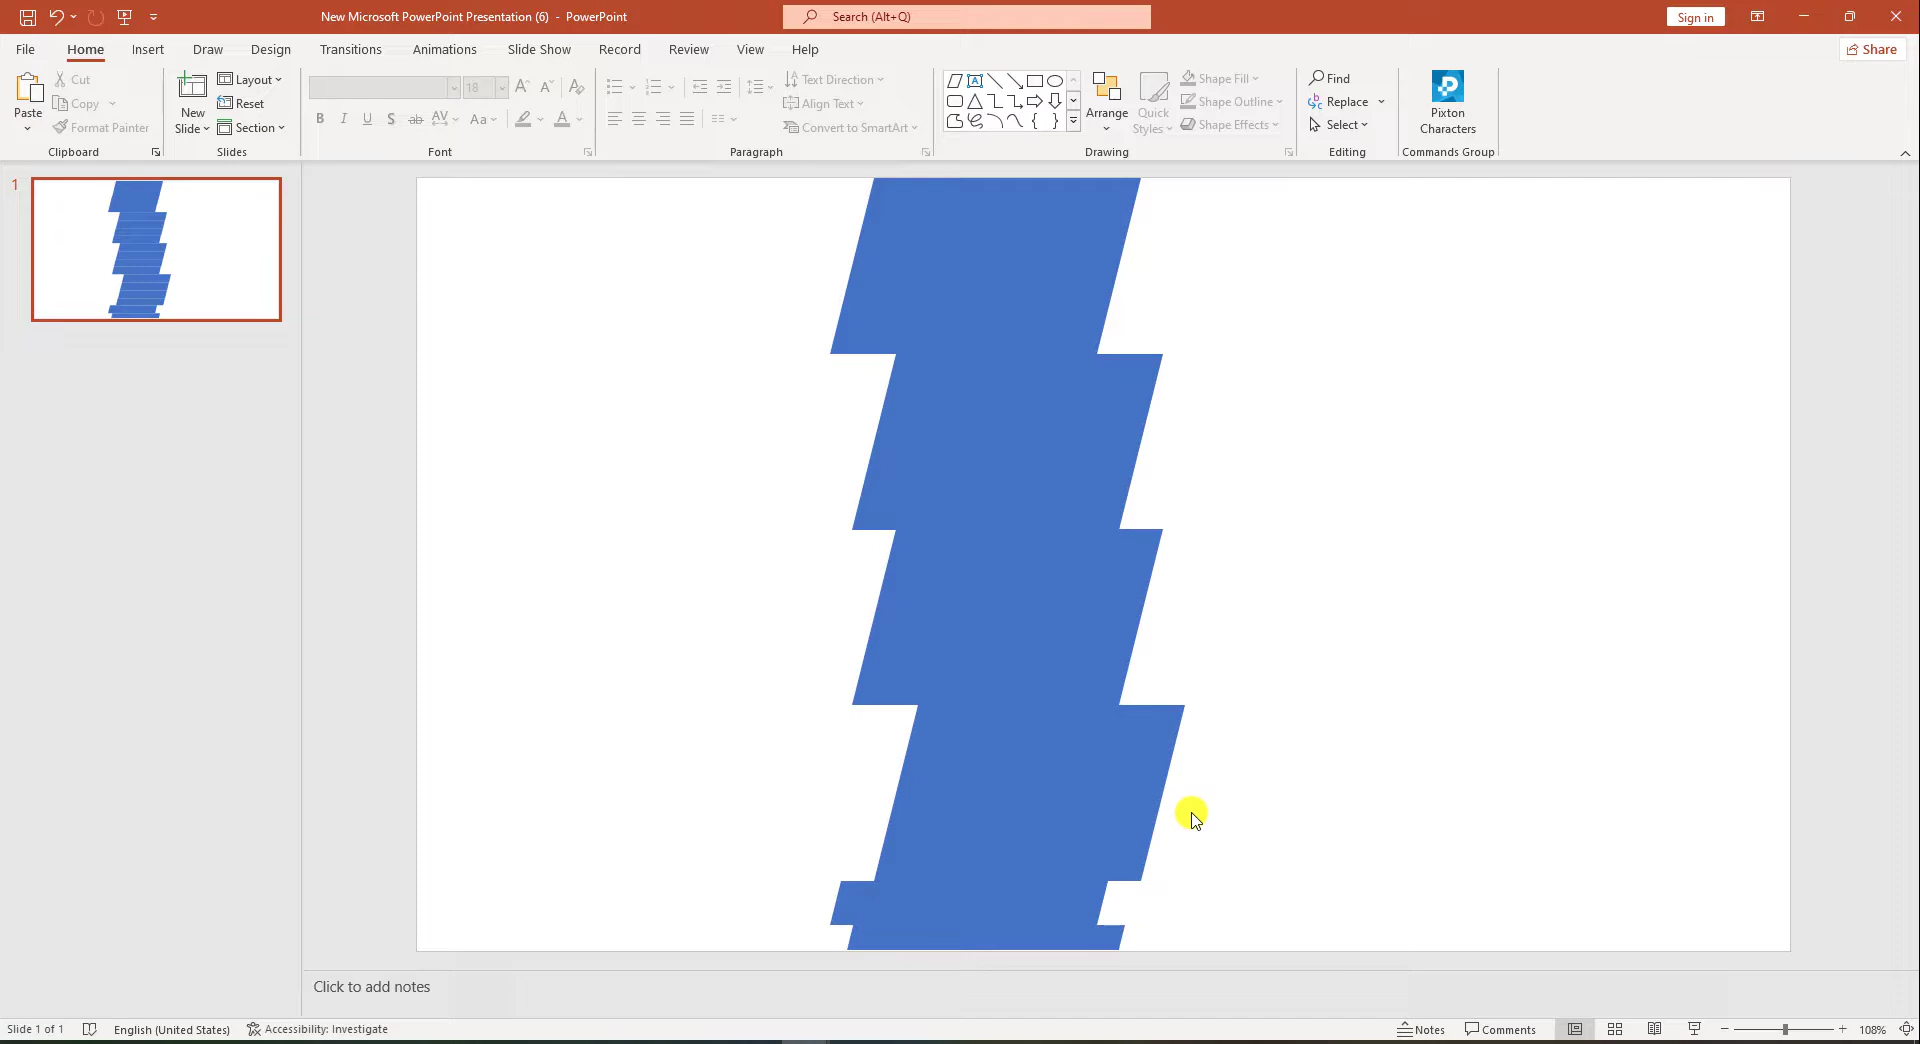 New Microsoft PowerPoint Presentation (6) - PowerPoint
Search (Alt+Q)
Sign in
File Home Insert Draw Design Transitions Animations Slide Show Record Review View Help
Share
Paste
Cut
Copy
Format Painter
Clipboard
New
Slide
Layout
Reset
Section
Slides
18
A A A
B I U S ab AV Aa A
Font
Text Direction
Align Text
Convert to SmartArt
Paragraph
A
Arrange
Quick
Styles
Shape Fill
Shape Outline
Shape Effects
Drawing
Find
Replace
Select
Editing
Pixton
Characters
Commands Group
1
Click to add notes
Slide 1 of 1
English (United States)
Accessibility: Investigate
Notes
Comments
108%